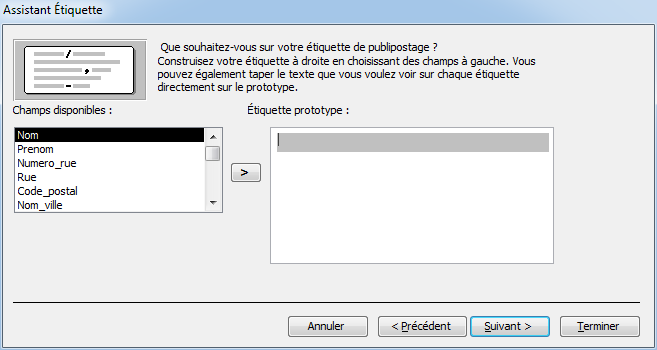 Assistant Étiquette
Que souhaitez-vous sur votre étiquette de publipostage ?
Construisez votre étiquette à droite en choisissant des champs à gauche. Vous
pouvez également taper le texte que vous voulez voir sur chaque étiquette
directement sur le prototype.
Champs disponibles :
Étiquette prototype :
Nom
Prenom
Numero_rue
Rue
Code_postal
Nom_ville
>
Annuler
< Précédent
Suivant >
Terminer